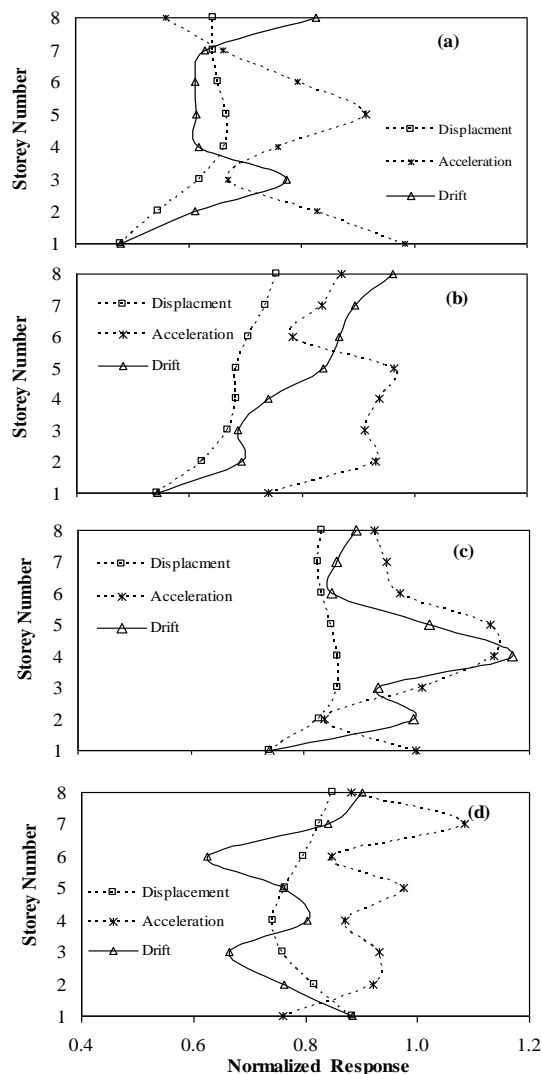 8
7
6
5
4
3
2
1
Storey Number
(a)
Displacment
Acceleration
Drift
8
7
6
5
4
3
2
1
Storey Number
(b)
Displacment
Acceleration
Drift
8
7
6
5
4
3
2
1
Storey Number
(c)
Displacment
Acceleration
Drift
8
7
6
5
4
3
2
1
Storey Number
(d)
Displacement
Acceleration
Drift
0.4 0.6 0.8 1.0 1.2
Normalized Response